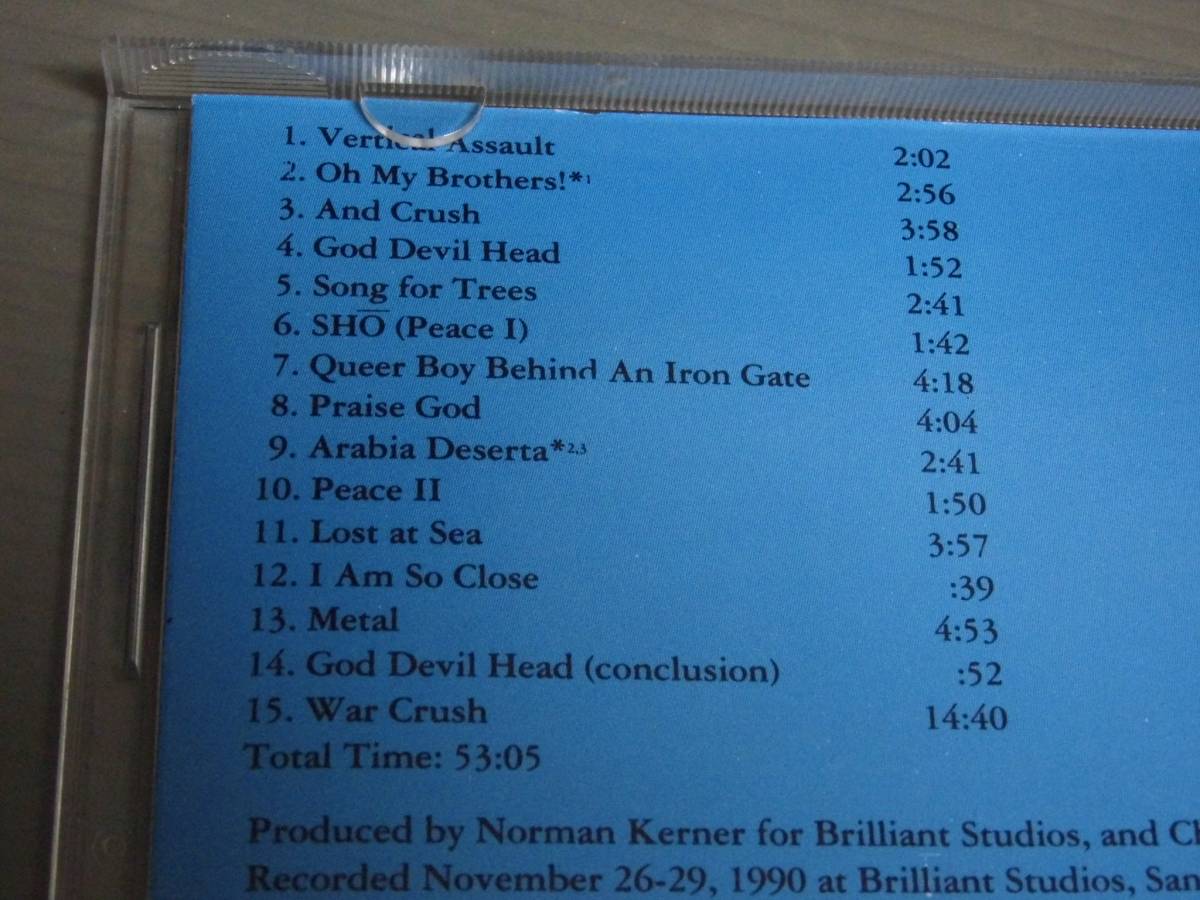 1. Vertical Assault 2:02
2. Oh My Brothers!*1 2:56
3. And Crush 3:58
4. God Devil Head 1:52
5. Song for Trees 2:41
6. SHŌ (Peace I) 1:42
7. Queer Boy Behind An Iron Gate 4:18
8. Praise God 4:04
9. Arabia Deserta*2,3 2:41
10. Peace II 1:50
11. Lost at Sea 3:57
12. I Am So Close :39
13. Metal 4:53
14. God Devil Head (conclusion) :52
15. War Crush 14:40
Total Time: 53:05
Produced by Norman Kerner for Brilliant Studios, and
Recorded November 26-29, 1990 at Brilliant Studios, San